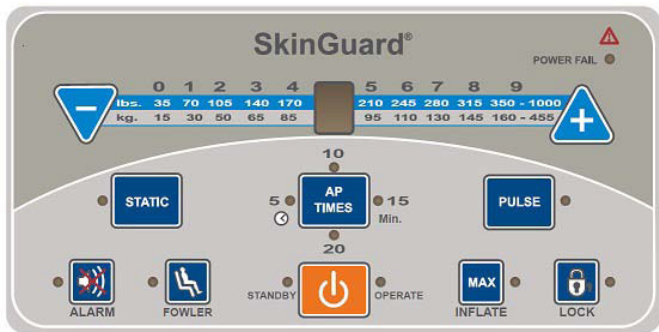 SkinGuard®
POWER FAIL
0 1 2 3 4 5 6 7 8 9
lbs. 35 70 105 140 170 210 245 280 315 350 - 1000
kg. 15 30 50 65 85 95 110 130 145 160 - 455
10
STATIC
5
AP
TIMES
15
Min.
PULSE
20
ALARM
FOWLER
STANDBY
OPERATE
MAX
INFLATE
LOCK